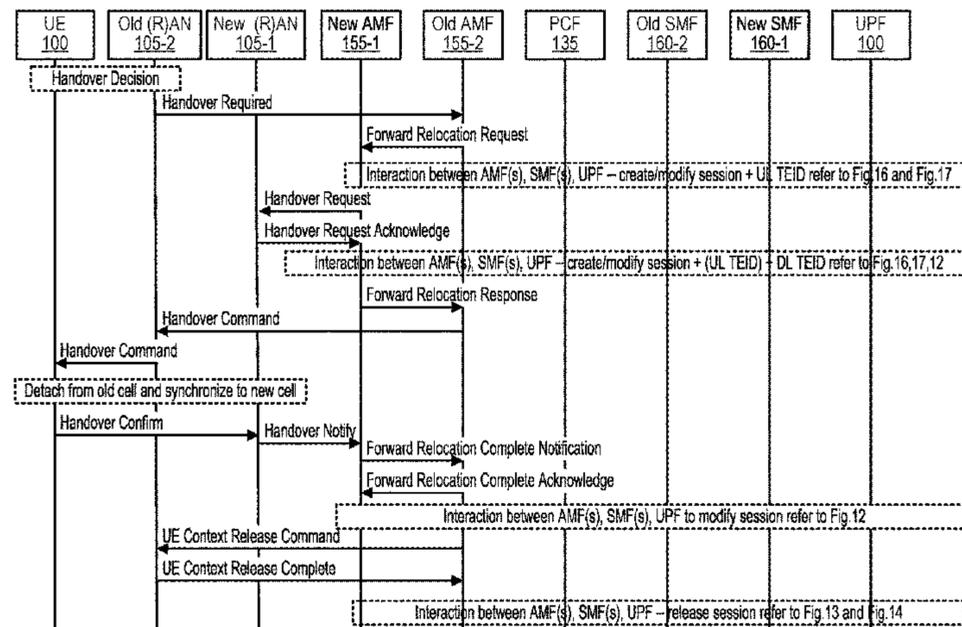 UE Old (R)AN New (R)AN New AMF Old AMF PCF Old SMF New SMF UPF
100 105-2 105-1 155-1 155-2 135 160-2 160-1 100
Handover Decision
Handover Required
Forward Relocation Request
Interaction between AMF(s), SMF(s), UPF – create/modify session + UL TEID refer to Fig.16 and Fig.17
Handover Request
Handover Request Acknowledge
Interaction between AMF(s), SMF(s), UPF – create/modify session + (UL TEID) + DL TEID refer to Fig.16,17,12
Forward Relocation Response
Handover Command
Handover Command
Detach from old cell and synchronize to new cell
Handover Confirm
Handover Notify
Forward Relocation Complete Notification
Forward Relocation Complete Acknowledge
Interaction between AMF(s), SMF(s), UPF to modify session refer to Fig.12
UE Context Release Command
UE Context Release Complete
Interaction between AMF(s), SMF(s), UPF – release session refer to Fig.13 and Fig.14